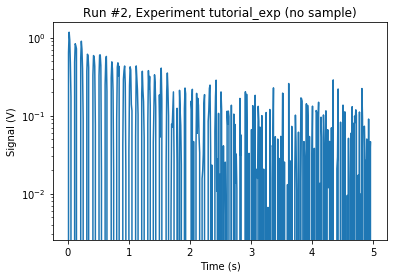 Run #2, Experiment tutorial_exp (no sample)
Signal (V)
10⁰
10⁻¹
10⁻²
0 1 2 3 4 5
Time (s)